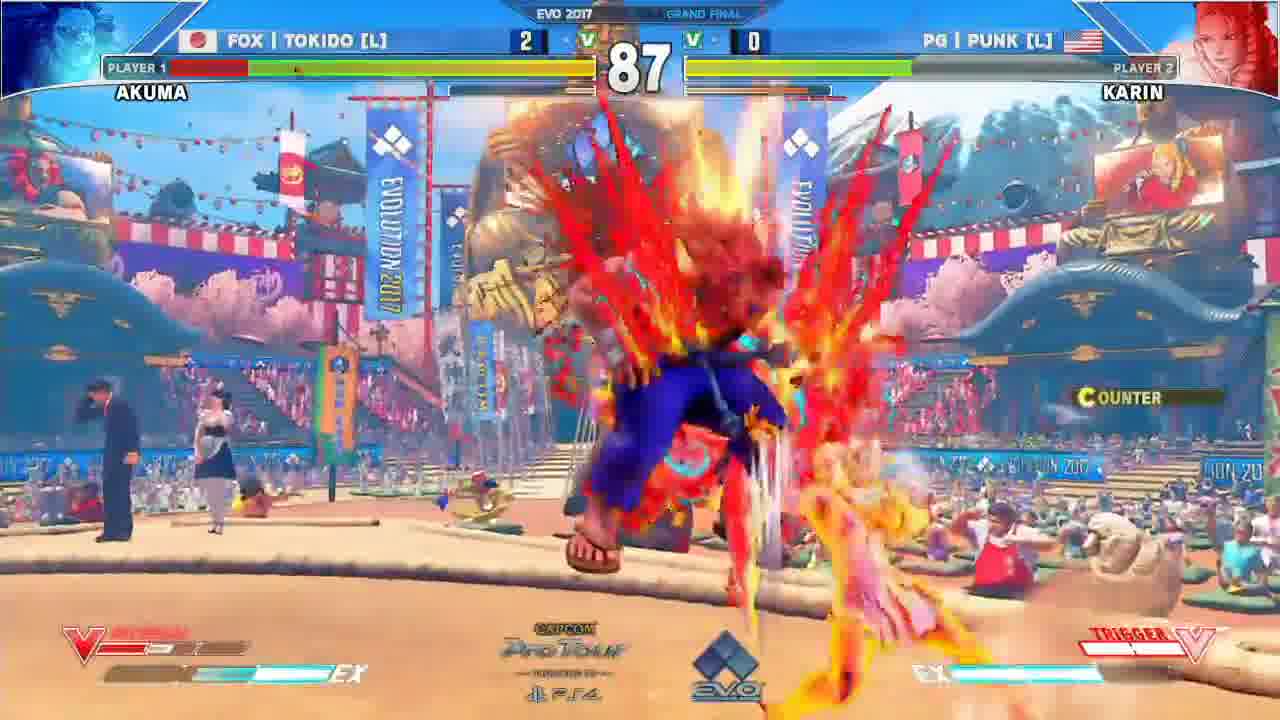 EVO 2017 GRAND FINAL
FOX | TOKIDO [L] 2 V 87 V 0 PG | PUNK [L]
PLAYER 1 PLAYER 2
AKUMA KARIN
EVOLUTION 2017
COUNTER
V TRIGGER V
EX EX
CAPCOM
PRO TOUR
PS4
EVO